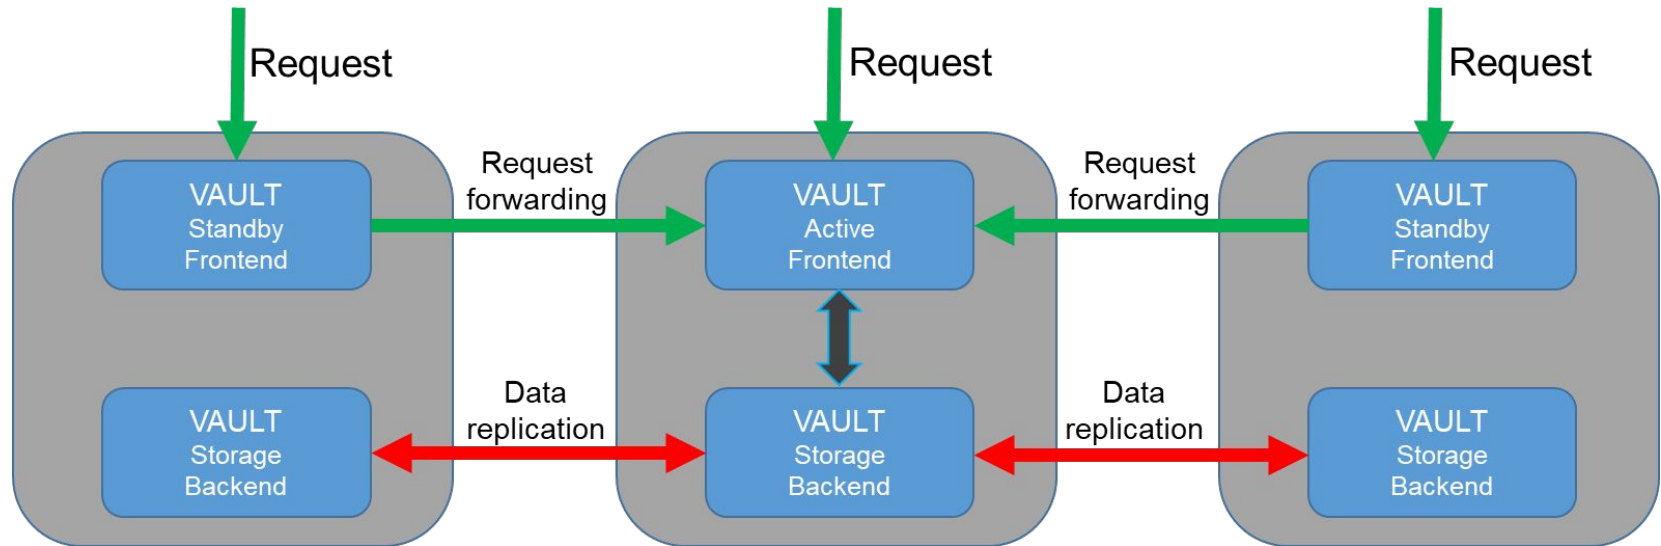 Request
Request
Request
Request
forwarding
Request
forwarding
VAULT
Standby
Frontend
VAULT
Active
Frontend
VAULT
Standby
Frontend
Data
replication
Data
replication
VAULT
Storage
Backend
VAULT
Storage
Backend
VAULT
Storage
Backend